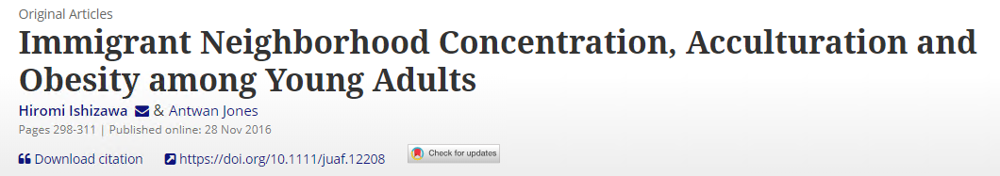 Original Articles
Immigrant Neighborhood Concentration, Acculturation and
Obesity among Young Adults
Hiromi Ishizawa & Antwan Jones
Pages 298-311 | Published online: 28 Nov 2016
Download citation https://doi.org/10.1111/juaf.12208 Check for updates